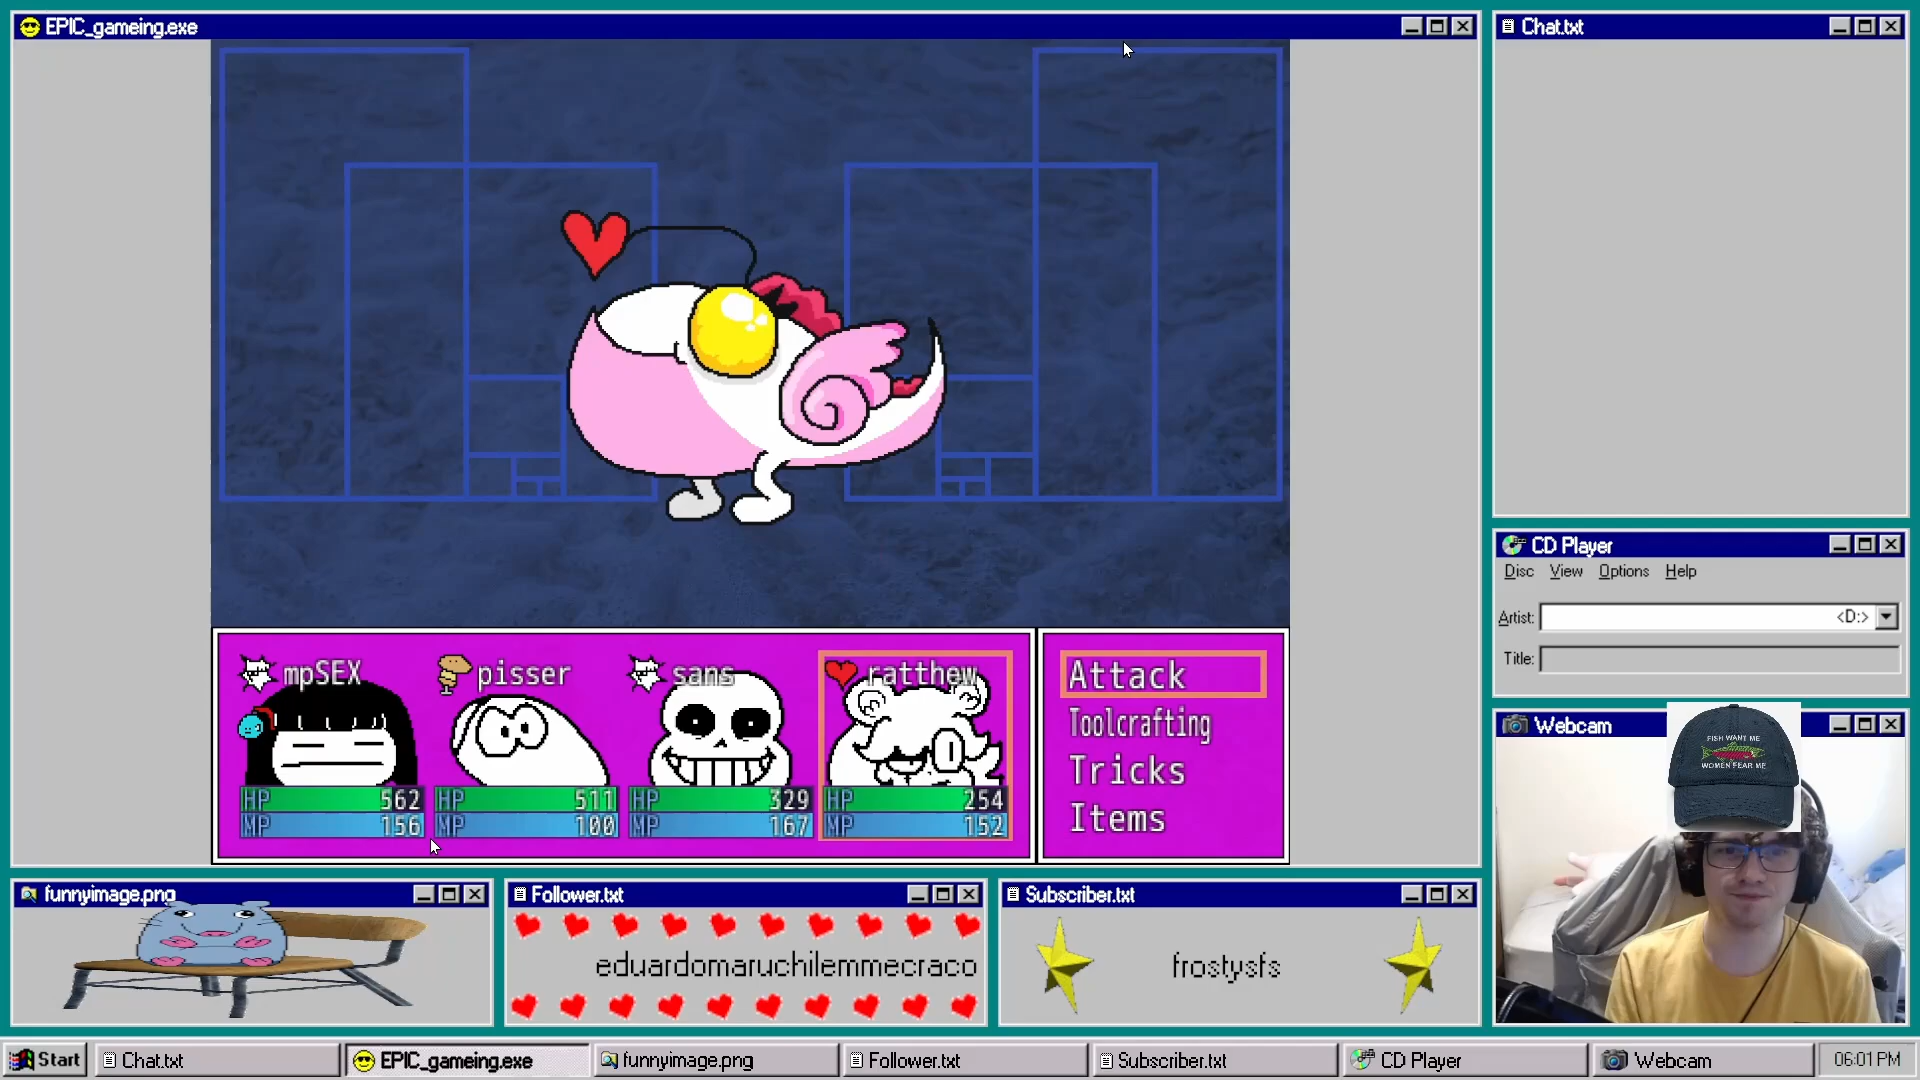 EPIC_gameing.exe
Chat.txt
CD Player
Disc View Options Help
Artist: <D:>
Title:
mpSEX pisser sans ratthew
HP 562 HP 511 HP 329 HP 254
MP 156 MP 100 MP 167 MP 152
Attack
Toolcrafting
Tricks
Items
Webcam
FISH WANT ME
WOMEN FEAR ME
funnyimage.png
Follower.txt
eduardomaruchilemmecraco
Subscriber.txt
frostysfs
Start Chat.txt EPIC_gameing.exe funnyimage.png Follower.txt Subscriber.txt CD Player Webcam 06:01 PM